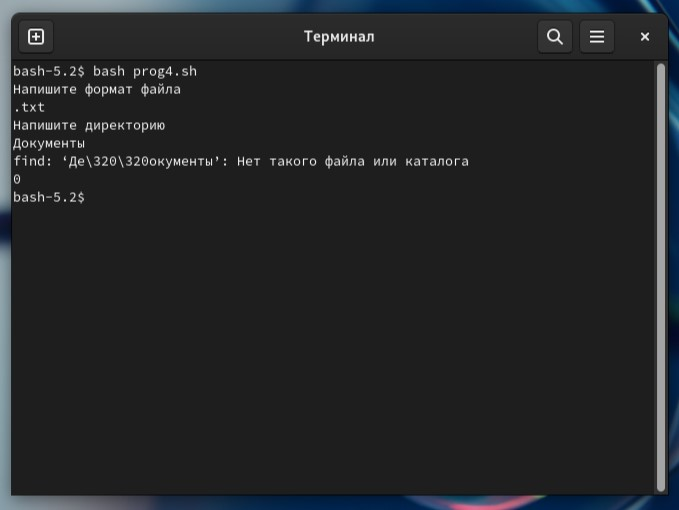 Терминал
bash-5.2$ bash prog4.sh
Напишите формат файла
.txt
Напишите директорию
Документы
find: ‘Де\320\320окументы’: Нет такого файла или каталога
0
bash-5.2$